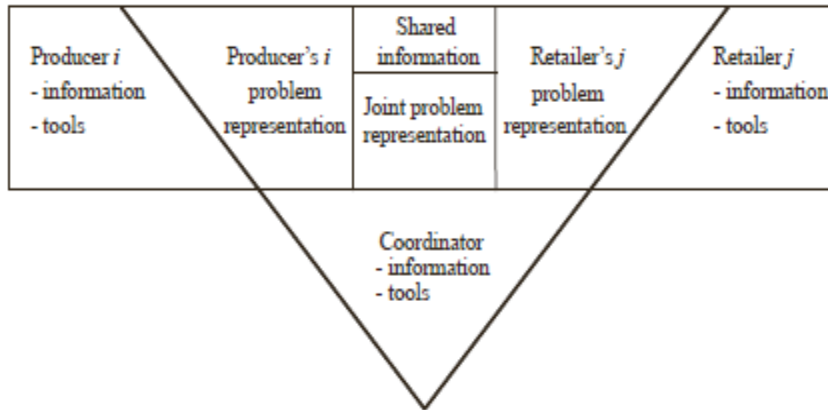 Producer i
- information
- tools
Producer's i
problem
representation
Shared
information
Joint problem
representation
Retailer's j
problem
representation
Retailer j
- information
- tools
Coordinator
- information
- tools